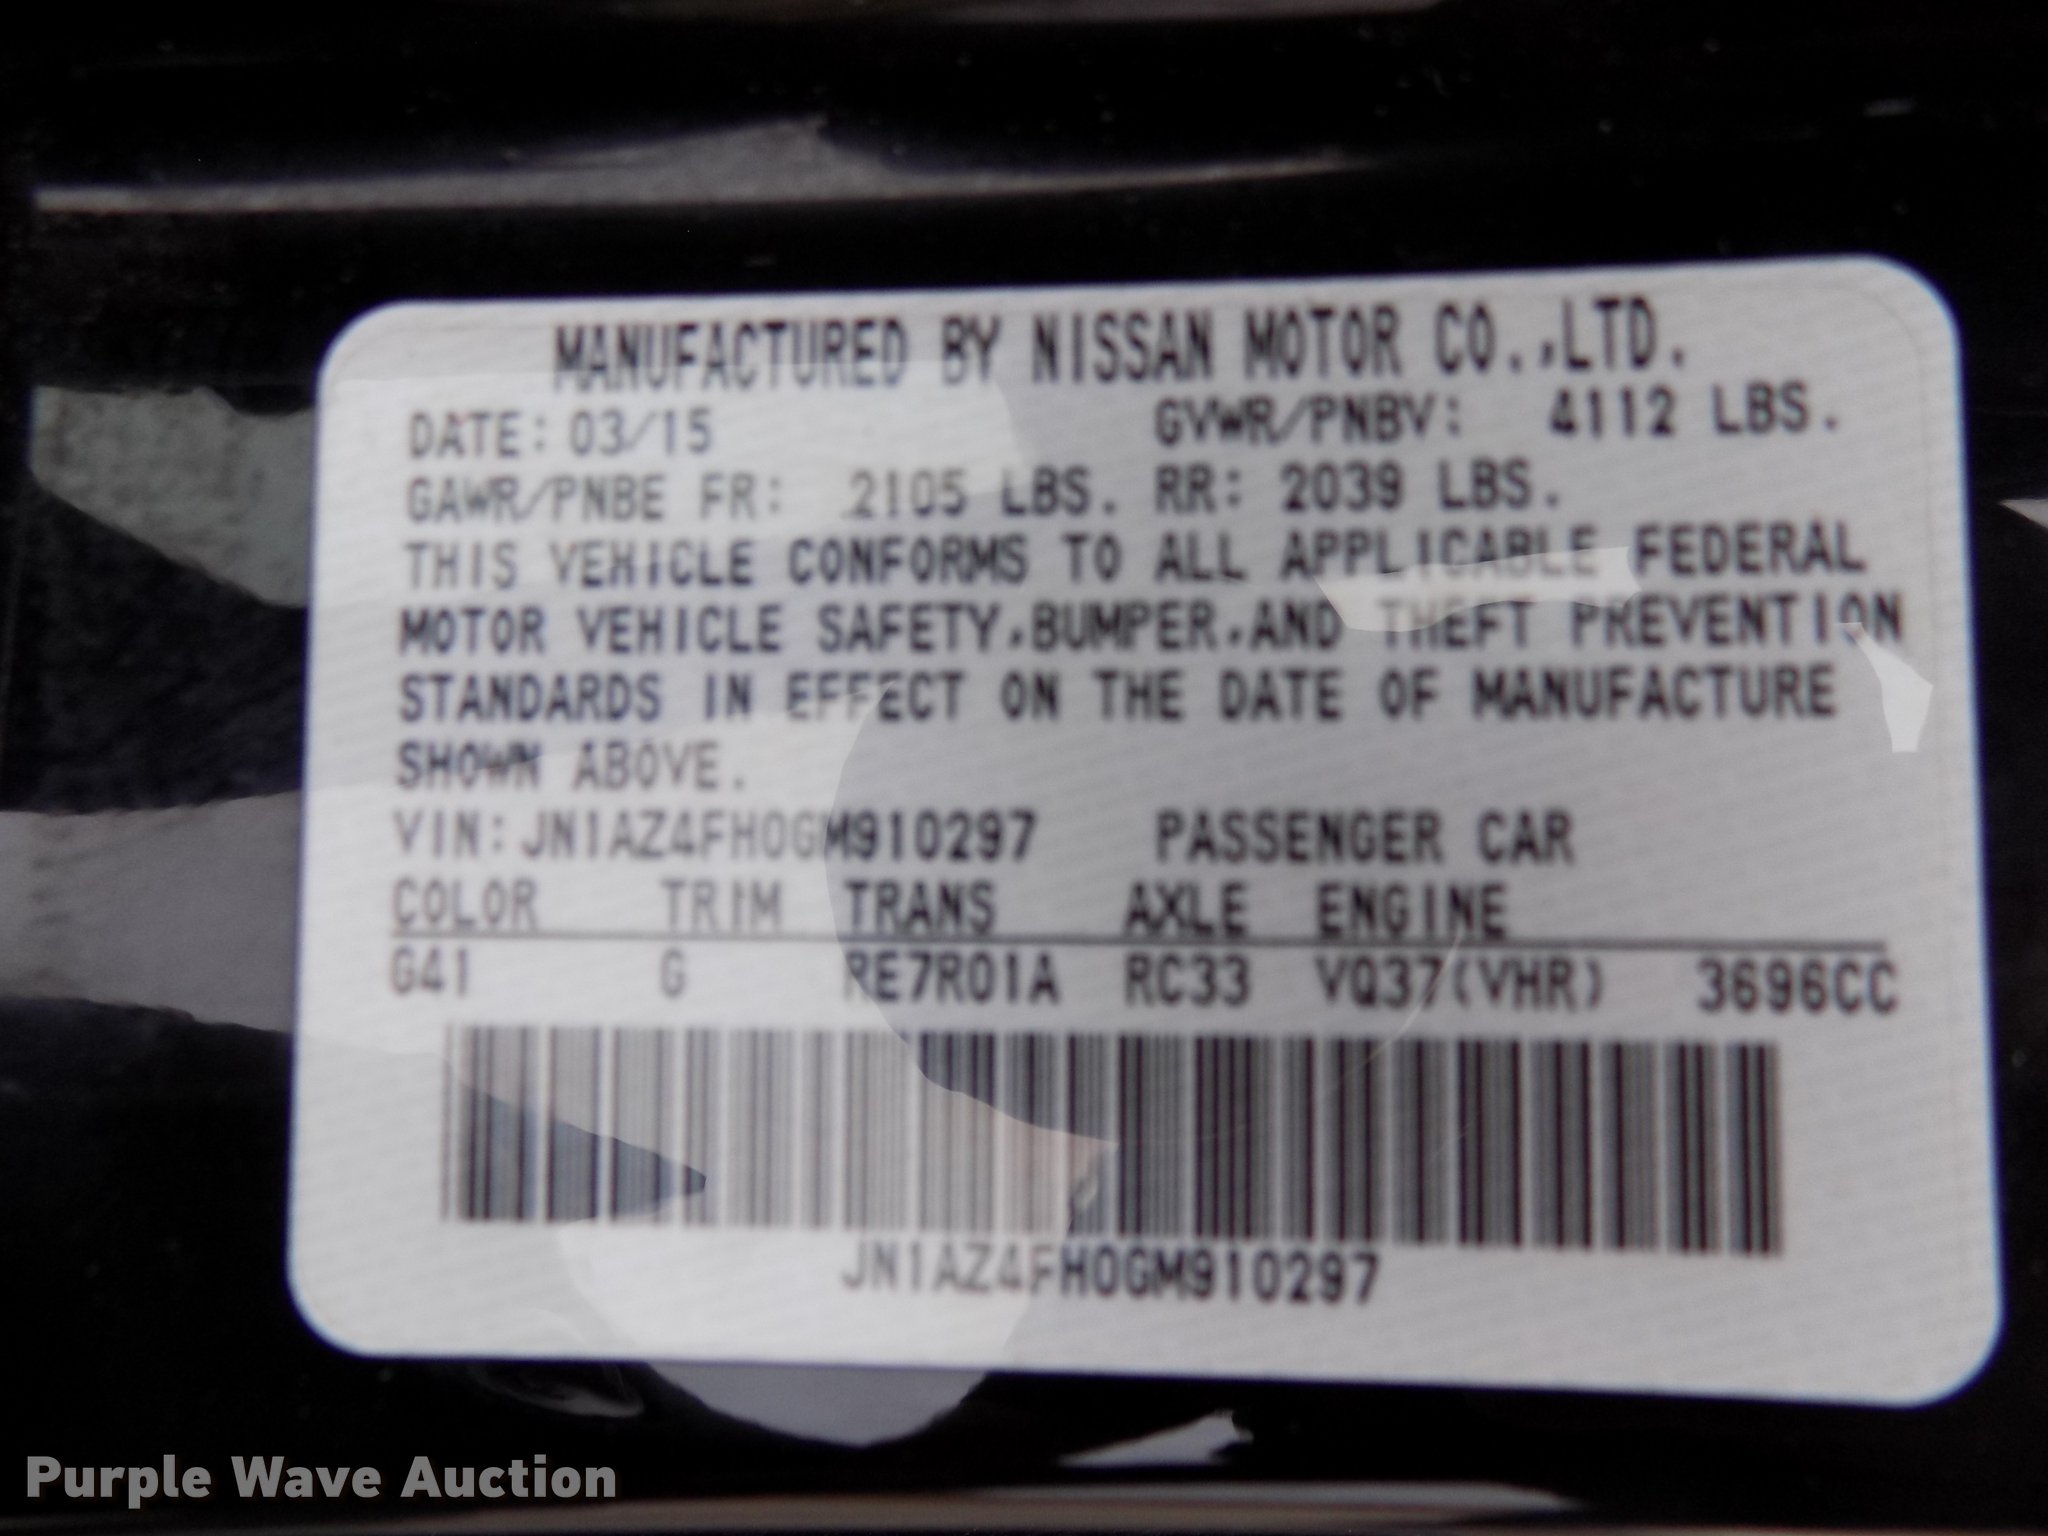 MANUFACTURED BY NISSAN MOTOR CO.,LTD.
DATE: 03/15 GVWR/PNBV: 4112 LBS.
GAWR/PNBE FR: 2105 LBS. RR: 2039 LBS.
THIS VEHICLE CONFORMS TO ALL APPLICABLE FEDERAL
MOTOR VEHICLE SAFETY,BUMPER,AND THEFT PREVENTION
STANDARDS IN EFFECT ON THE DATE OF MANUFACTURE
SHOWN ABOVE.
VIN:JN1AZ4FH0GM910297 PASSENGER CAR
COLOR TRIM TRANS AXLE ENGINE
G41 G RE7R01A RC33 VQ37(VHR) 3696CC
JN1AZ4FH0GM910297
Purple Wave Auction